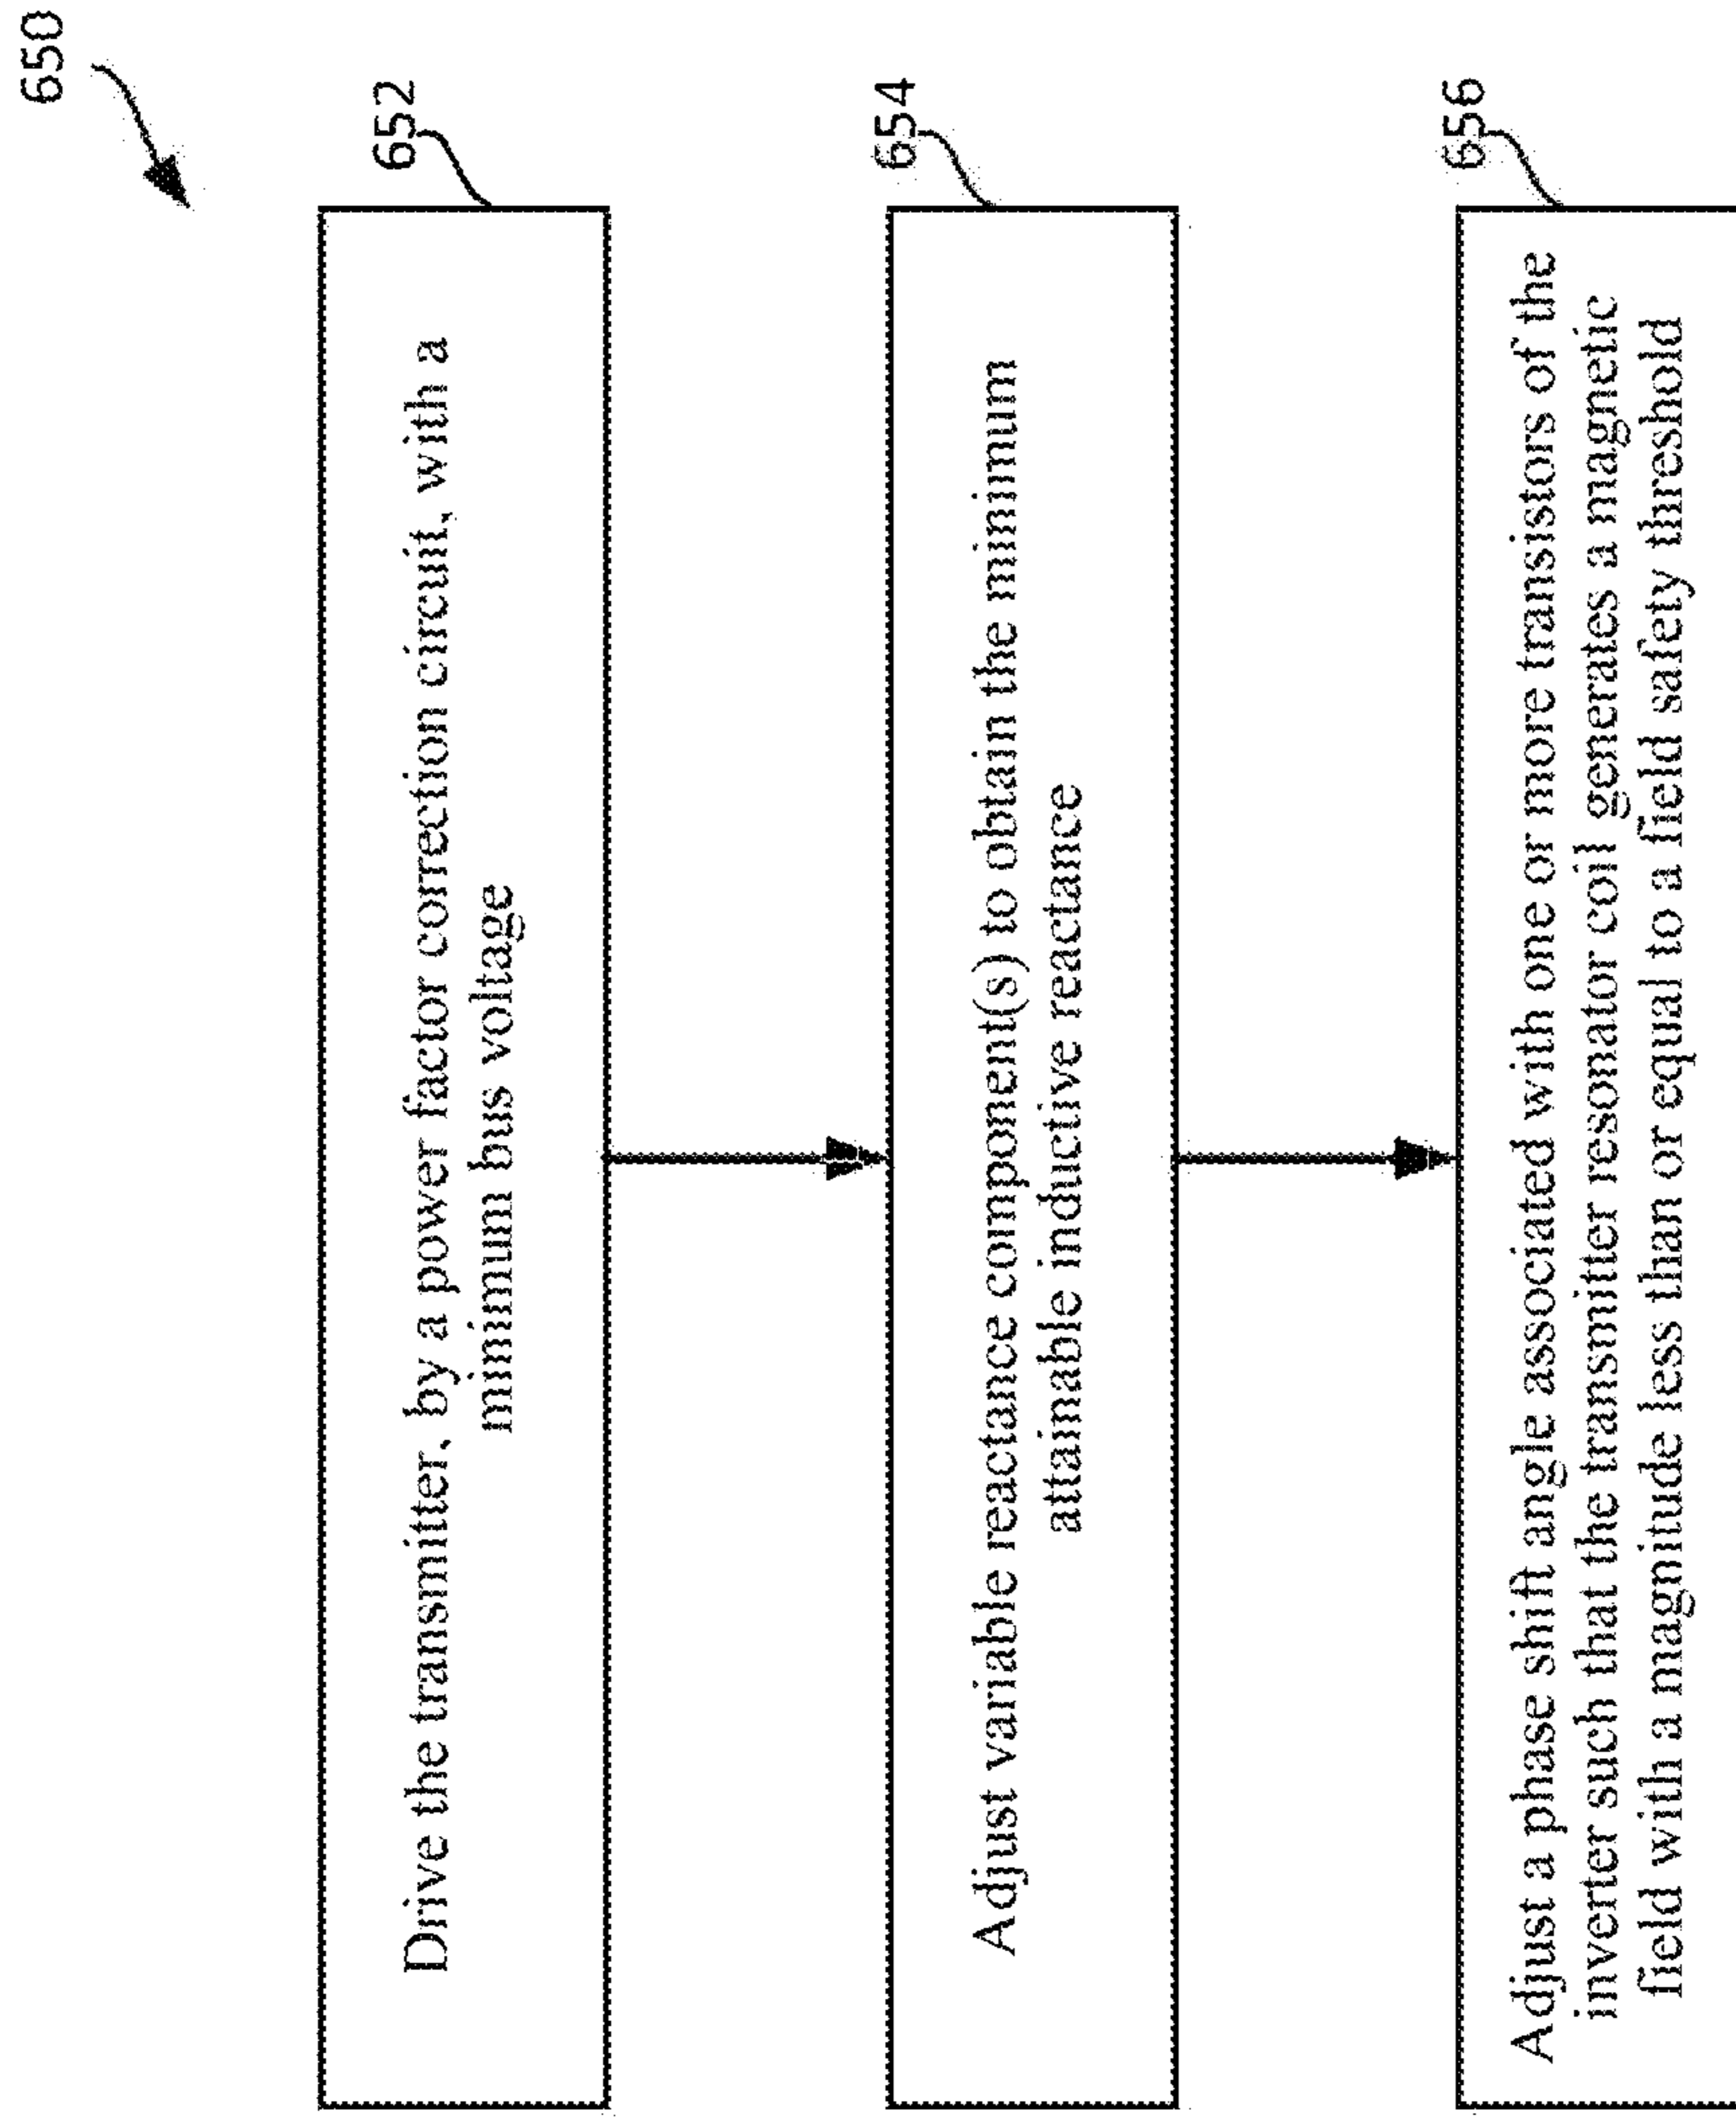 650
652
Drive the transmitter, by a power factor correction circuit, with a
minimum bus voltage
654
Adjust variable reactance component(s) to obtain the minimum
attainable inductive reactance
656
Adjust a phase shift angle associated with one or more transistors of the
inverter such that the transmitter resonator coil generates a magnetic
field with a magnitude less than or equal to a field safety threshold